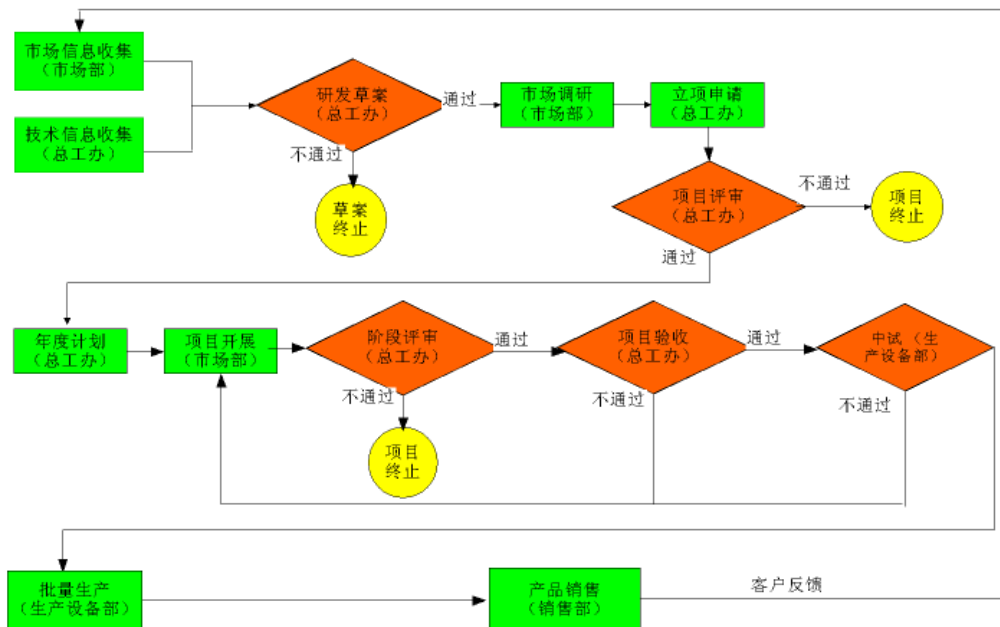 市场信息收集
（市场部）
技术信息收集
（总工办）
研发草案
（总工办）
通过
不通过
草案
终止
市场调研
（市场部）
立项申请
（总工办）
项目评审
（总工办）
不通过
项目
终止
通过
年度计划
（总工办）
项目开展
（市场部）
阶段评审
（总工办）
通过
不通过
项目
终止
项目验收
（总工办）
通过
不通过
中试（生
产设备部）
不通过
批量生产
（生产设备部）
产品销售
（销售部）
客户反馈